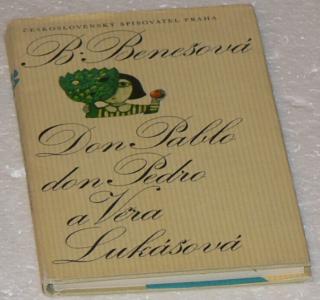 ČESKOSLOVENSKÝ SPISOVATEL PRAHA
B. Benešová
Don Pablo
don Pedro
a Věra
Lukášová